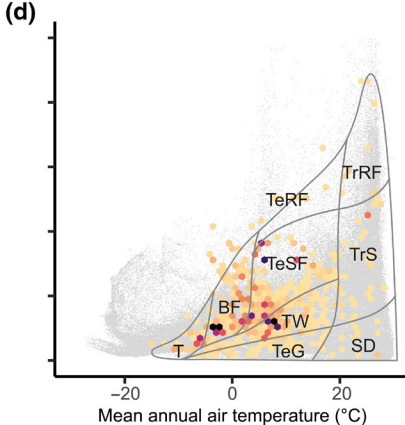 (d)
TrRF
TeRF
TeSF
TrS
BF
TW
T
TeG
SD
−20 0 20
Mean annual air temperature (°C)